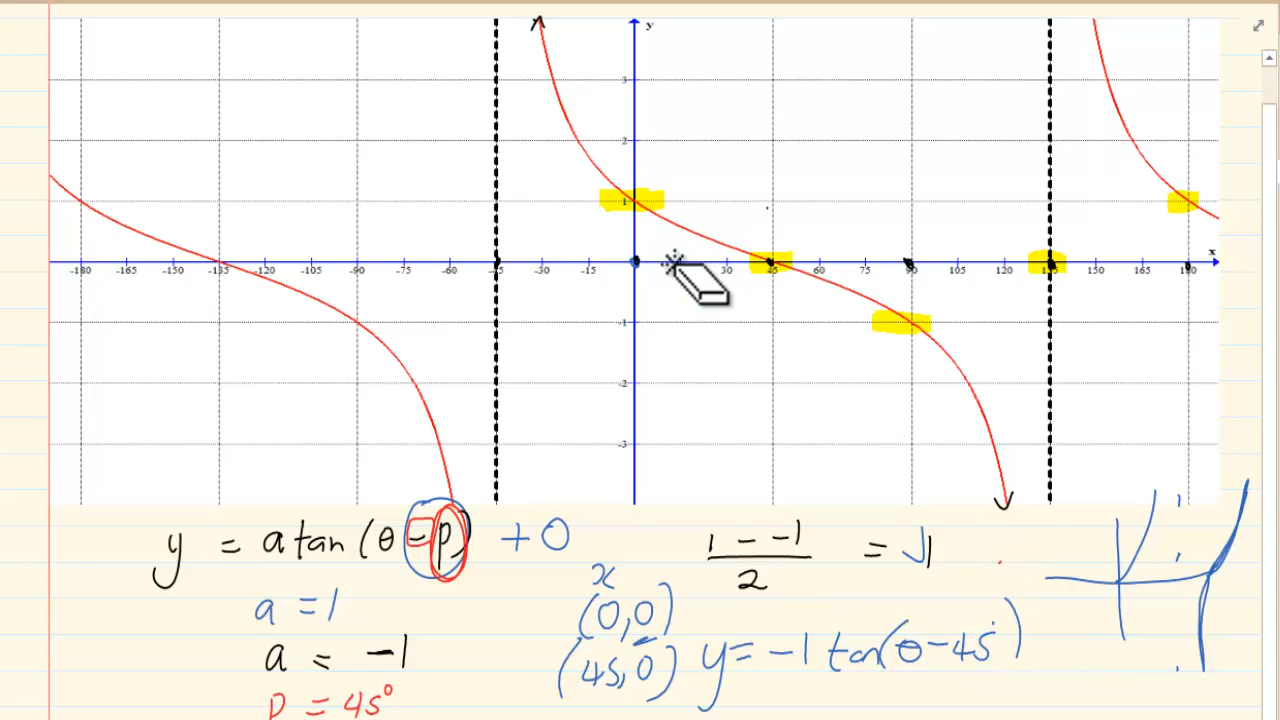 y
3
2
1
x
-180 -165 -150 -135 -120 -105 -90 -75 -60 -45 -30 -15 30 45 60 75 90 105 120 135 150 165 180
-1
-2
-3
y = a tan (θ - p) + 0
1 - -1 / 2 = 1
x
a = 1
(0,0)
a = -1
(45,0)
y = -1 tan(θ - 45°)
p = 45°